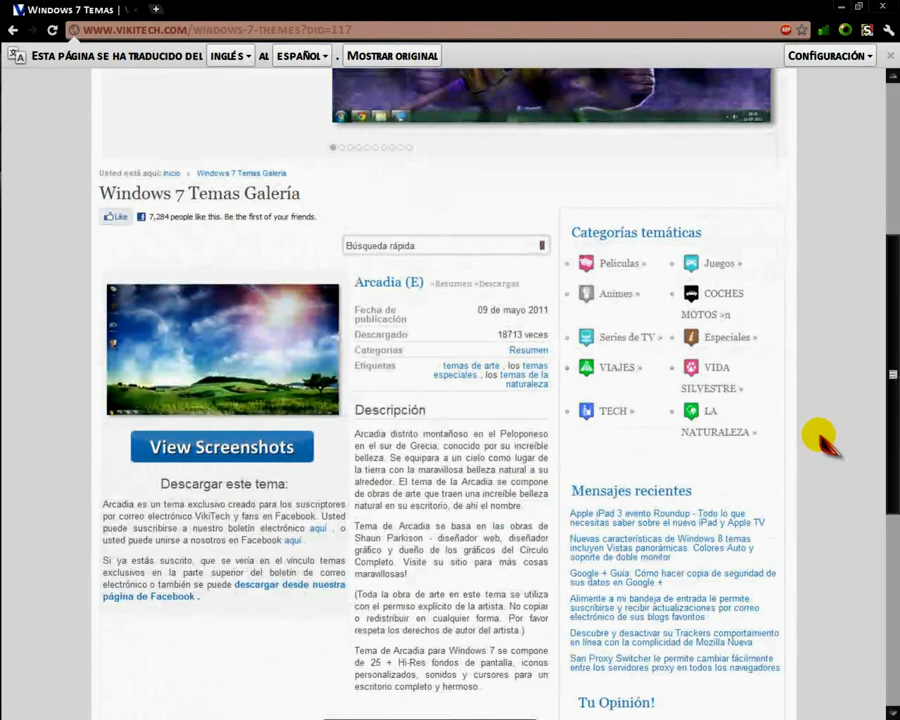 Windows 7 Temas |
WWW.VIKITECH.COM/WINDOWS-7-THEMES?DID=117
ESTA PÁGINA SE HA TRADUCIDO DEL INGLÉS AL ESPAÑOL . MOSTRAR ORIGINAL CONFIGURACIÓN
Usted está aquí: Inicio Windows 7 Temas Galería
Windows 7 Temas Galería
Like 7,284 people like this. Be the first of your friends.
Búsqueda rápida
Arcadia (E) »Resumen »Descargas
Fecha de publicación 09 de mayo 2011
Descargado 18713 veces
Categorías Resumen
Etiquetas temas de arte , los temas
especiales , los temas de la
naturaleza
View Screenshots
Descargar este tema:
Arcadia es un tema exclusivo creado para los suscriptores
por correo electrónico VikiTech y fans en Facebook. Usted
puede suscribirse a nuestro boletín electrónico aquí , o
usted puede unirse a nosotros en Facebook aquí .
Si ya estás suscrito, que se vería en el vínculo temas
exclusivos en la parte superior del boletín de correo
electrónico o también se puede descargar desde nuestra
página de Facebook .
Descripción
Arcadia distrito montañoso en el Peloponeso
en el sur de Grecia, conocido por su increíble
belleza. Se equipara a un cielo como lugar de
la tierra con la maravillosa belleza natural a su
alrededor. El tema de la Arcadia se compone
de obras de arte que traen una increíble belleza
natural en su escritorio, de ahí el nombre.
Tema de Arcadia se basa en las obras de
Shaun Parkison - diseñador web, diseñador
gráfico y dueño de los gráficos del Círculo
Completo. Visite su sitio para más cosas
maravillosas!
(Toda la obra de arte en este tema se utiliza
con el permiso explícito de la artista. No copiar
o redistribuir en cualquier forma. Por favor
respeta los derechos de autor del artista.)
Tema de Arcadia para Windows 7 se compone
de 25 + Hi-Res fondos de pantalla, iconos
personalizados, sonidos y cursores para un
escritorio completo y hermoso.
Categorías temáticas
Películas » Juegos »
Animes » COCHES
MOTOS »n
Series de TV » Especiales »
VIAJES » VIDA
SILVESTRE »
TECH » LA
NATURALEZA »
Mensajes recientes
Apple iPad 3 evento Roundup - Todo lo que
necesitas saber sobre el nuevo iPad y Apple TV
Nuevas características de Windows 8 temas
incluyen Vistas panorámicas. Colores Auto y
soporte de doble monitor
Google + Guía: Cómo hacer copia de seguridad de
sus datos en Google +
Alimente a mi bandeja de entrada le permite
suscribirse y recibir actualizaciones por correo
electrónico de sus blogs favoritos
Descubre y desactivar su Trackers comportamiento
en línea con la complicidad de Mozilla Nueva
San Proxy Switcher le permite cambiar fácilmente
entre los servidores proxy en todos los navegadores
Tu Opinión!